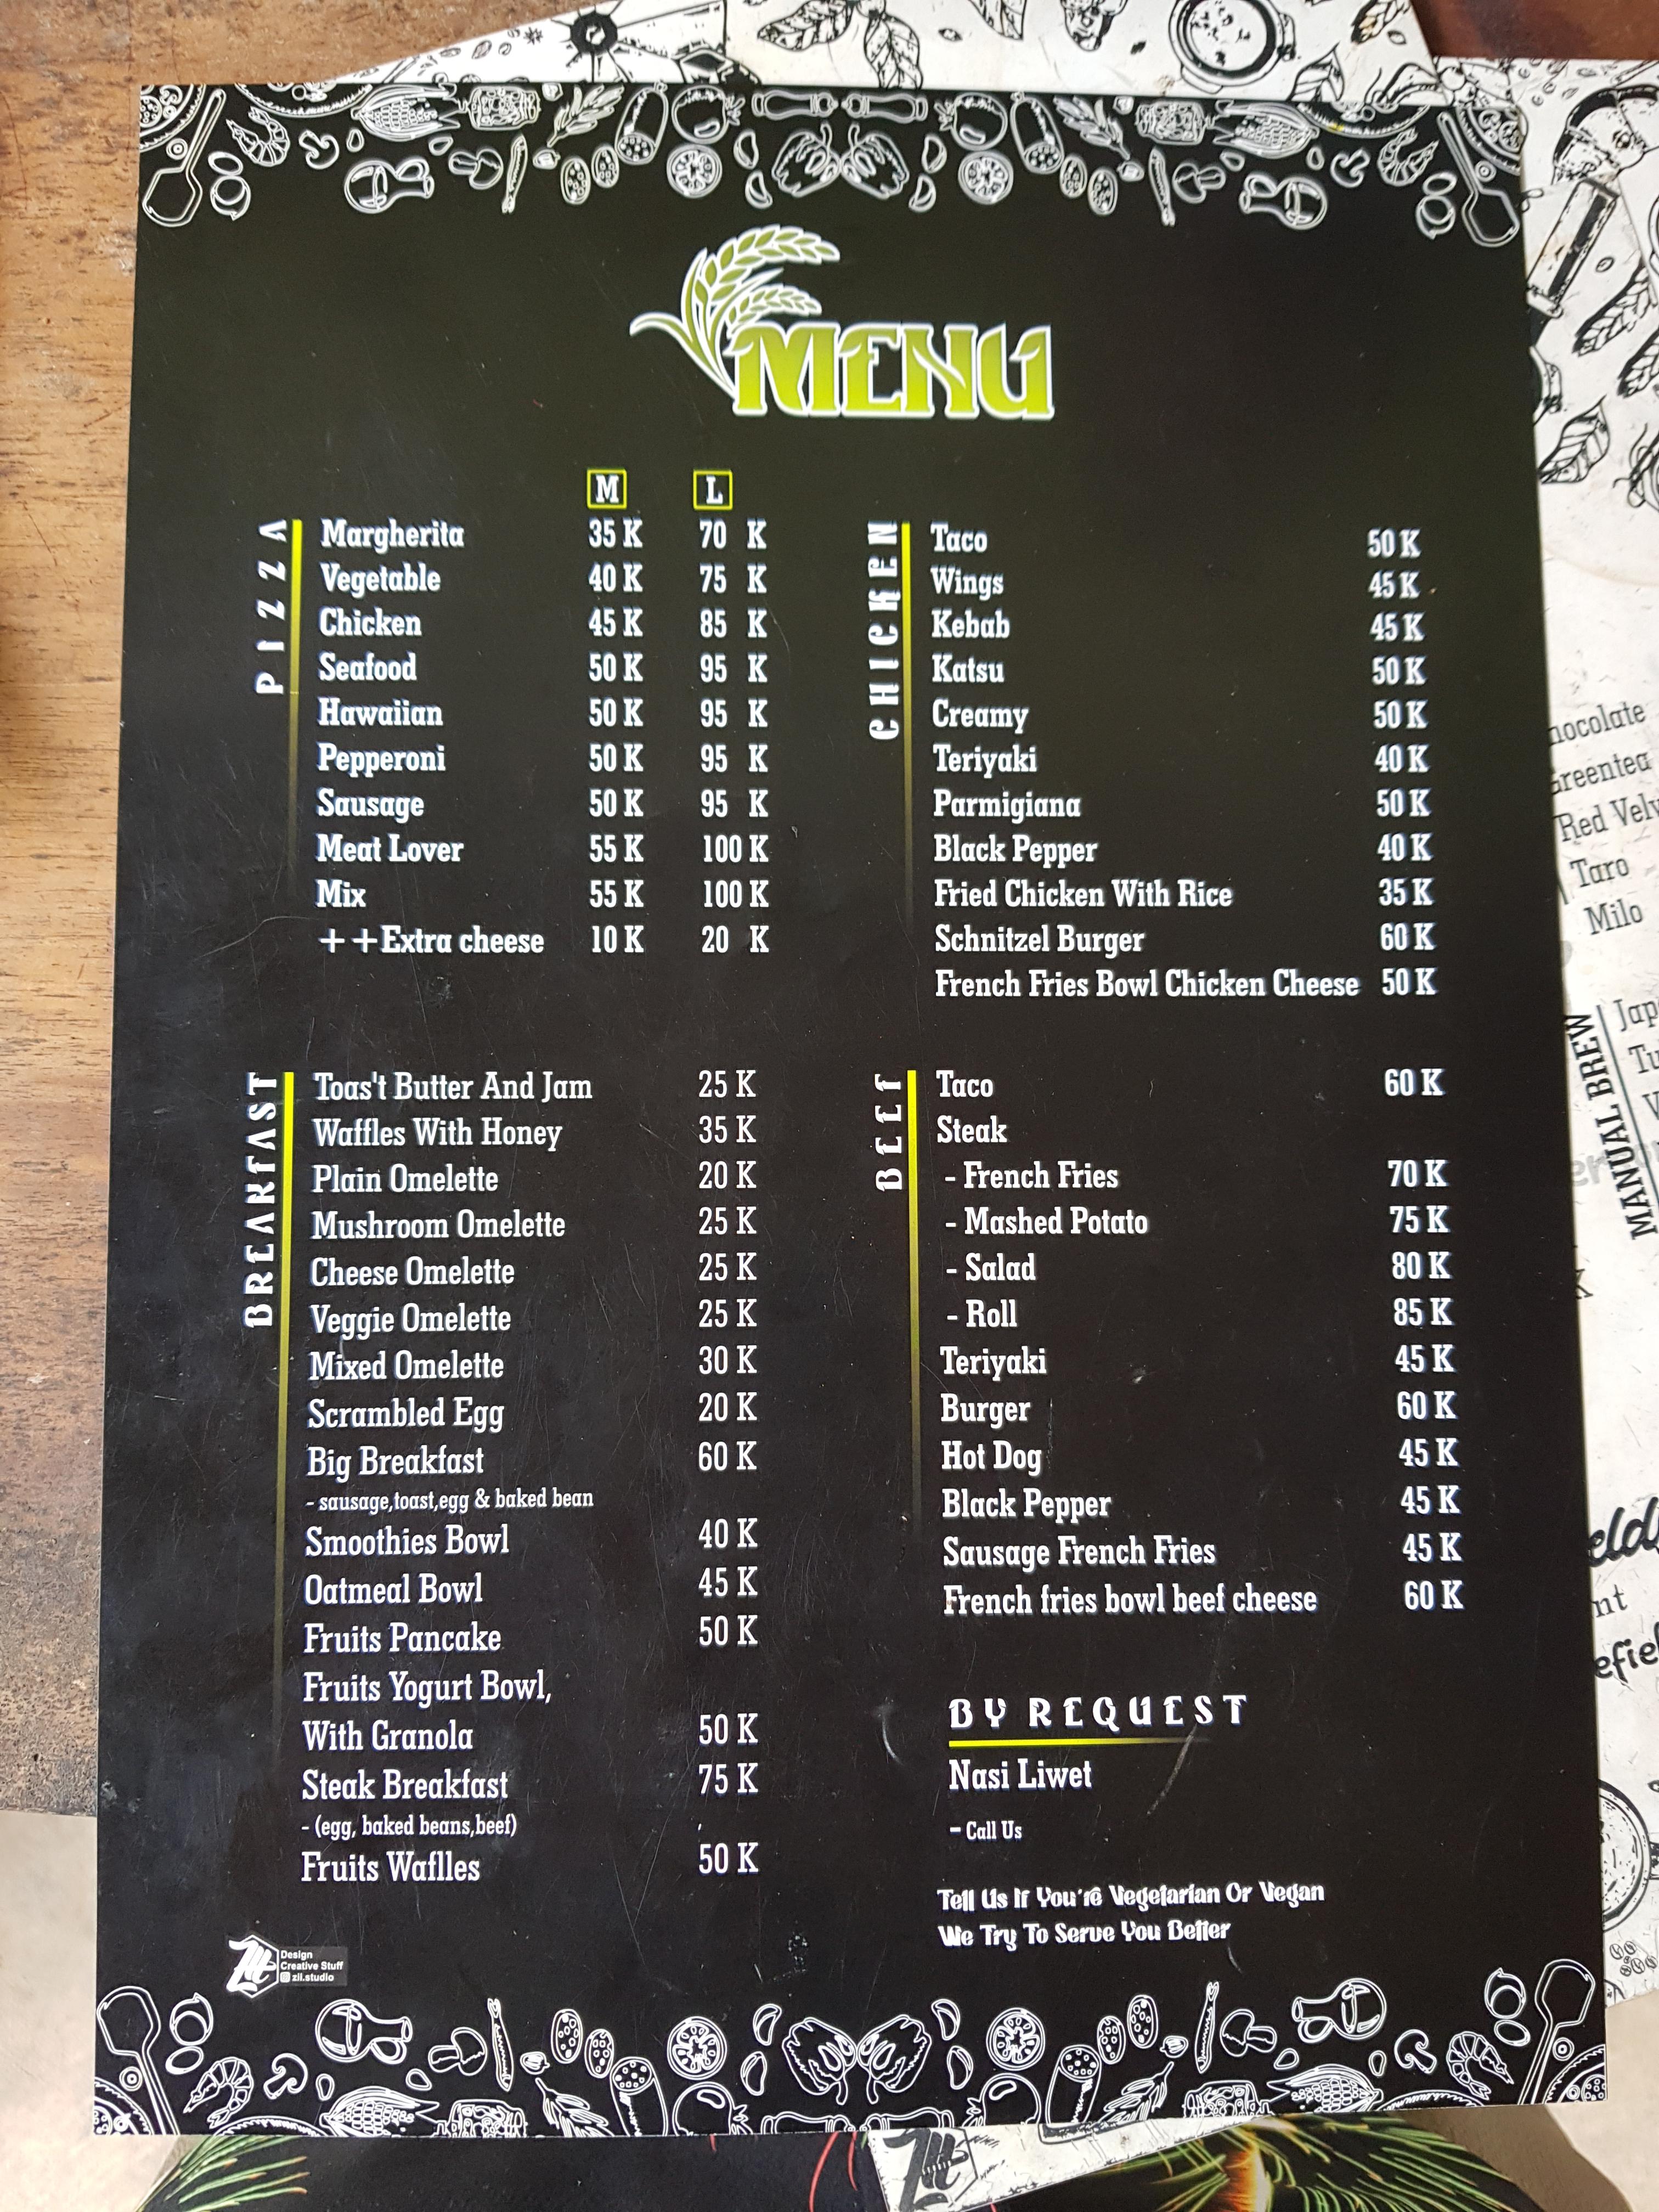 MENU
M L
PIZZA
Margherita 35 K 70 K
Vegetable 40 K 75 K
Chicken 45 K 85 K
Seafood 50 K 95 K
Hawaiian 50 K 95 K
Pepperoni 50 K 95 K
Sausage 50 K 95 K
Meat Lover 55 K 100 K
Mix 55 K 100 K
++Extra cheese 10 K 20 K
CHICKEN
Taco 50 K
Wings 45 K
Kebab 45 K
Katsu 50 K
Creamy 50 K
Teriyaki 40 K
Parmigiana 50 K
Black Pepper 40 K
Fried Chicken With Rice 35 K
Schnitzel Burger 60 K
French Fries Bowl Chicken Cheese 50 K
BREAKFAST
Toas't Butter And Jam 25 K
Waffles With Honey 35 K
Plain Omelette 20 K
Mushroom Omelette 25 K
Cheese Omelette 25 K
Veggie Omelette 25 K
Mixed Omelette 30 K
Scrambled Egg 20 K
Big Breakfast 60 K
- sausage,toast,egg & baked bean
Smoothies Bowl 40 K
Oatmeal Bowl 45 K
Fruits Pancake 50 K
Fruits Yogurt Bowl,
With Granola 50 K
Steak Breakfast 75 K
- (egg, baked beans,beef) ,
Fruits Waflles 50 K
BEEF
Taco 60 K
Steak
- French Fries 70 K
- Mashed Potato 75 K
- Salad 80 K
- Roll 85 K
Teriyaki 45 K
Burger 60 K
Hot Dog 45 K
Black Pepper 45 K
Sausage French Fries 45 K
French fries bowl beef cheese 60 K
BY REQUEST
Nasi Liwet
- Call Us
Tell Us If You're Vegetarian Or Vegan
We Try To Serve You Better
Design
Creative Stuff
zii.studio
hocolate
Greentea
Red Velv
Taro
Milo
MANUAL BREW
Jap
Tu